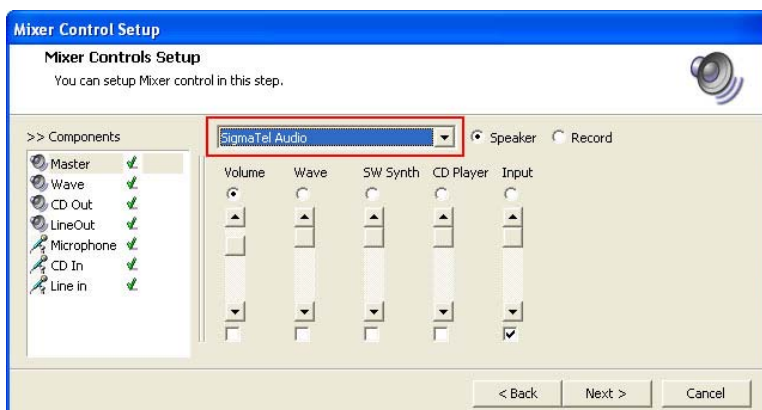 Mixer Control Setup
Mixer Controls Setup
You can setup Mixer control in this step.
>> Components
SigmaTel Audio
Speaker
Record
Master
Wave
CD Out
LineOut
Microphone
CD In
Line in
Volume Wave SW Synth CD Player Input
< Back Next > Cancel